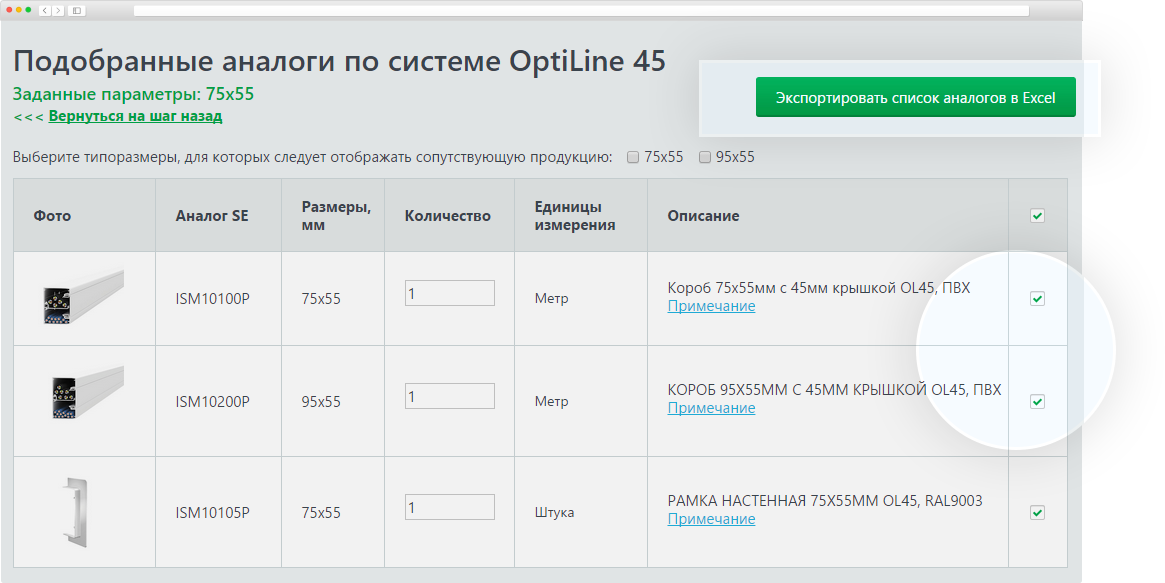 Подобранные аналоги по системе OptiLine 45
Заданные параметры: 75x55
<<< Вернуться на шаг назад
Экспортировать список аналогов в Excel
Выберите типоразмеры, для которых следует отображать сопутствующую продукцию: 75x55 95x55
Фото
Аналог SE
Размеры,
мм
Количество
Единицы
измерения
Описание
ISM10100P
75x55
1
Метр
Короб 75x55мм с 45мм крышкой OL45, ПВХ
Примечание
ISM10200P
95x55
1
Метр
КОРОБ 95X55ММ С 45ММ КРЫШКОЙ OL45, ПВХ
Примечание
ISM10105P
75x55
1
Штука
РАМКА НАСТЕННАЯ 75X55ММ OL45, RAL9003
Примечание